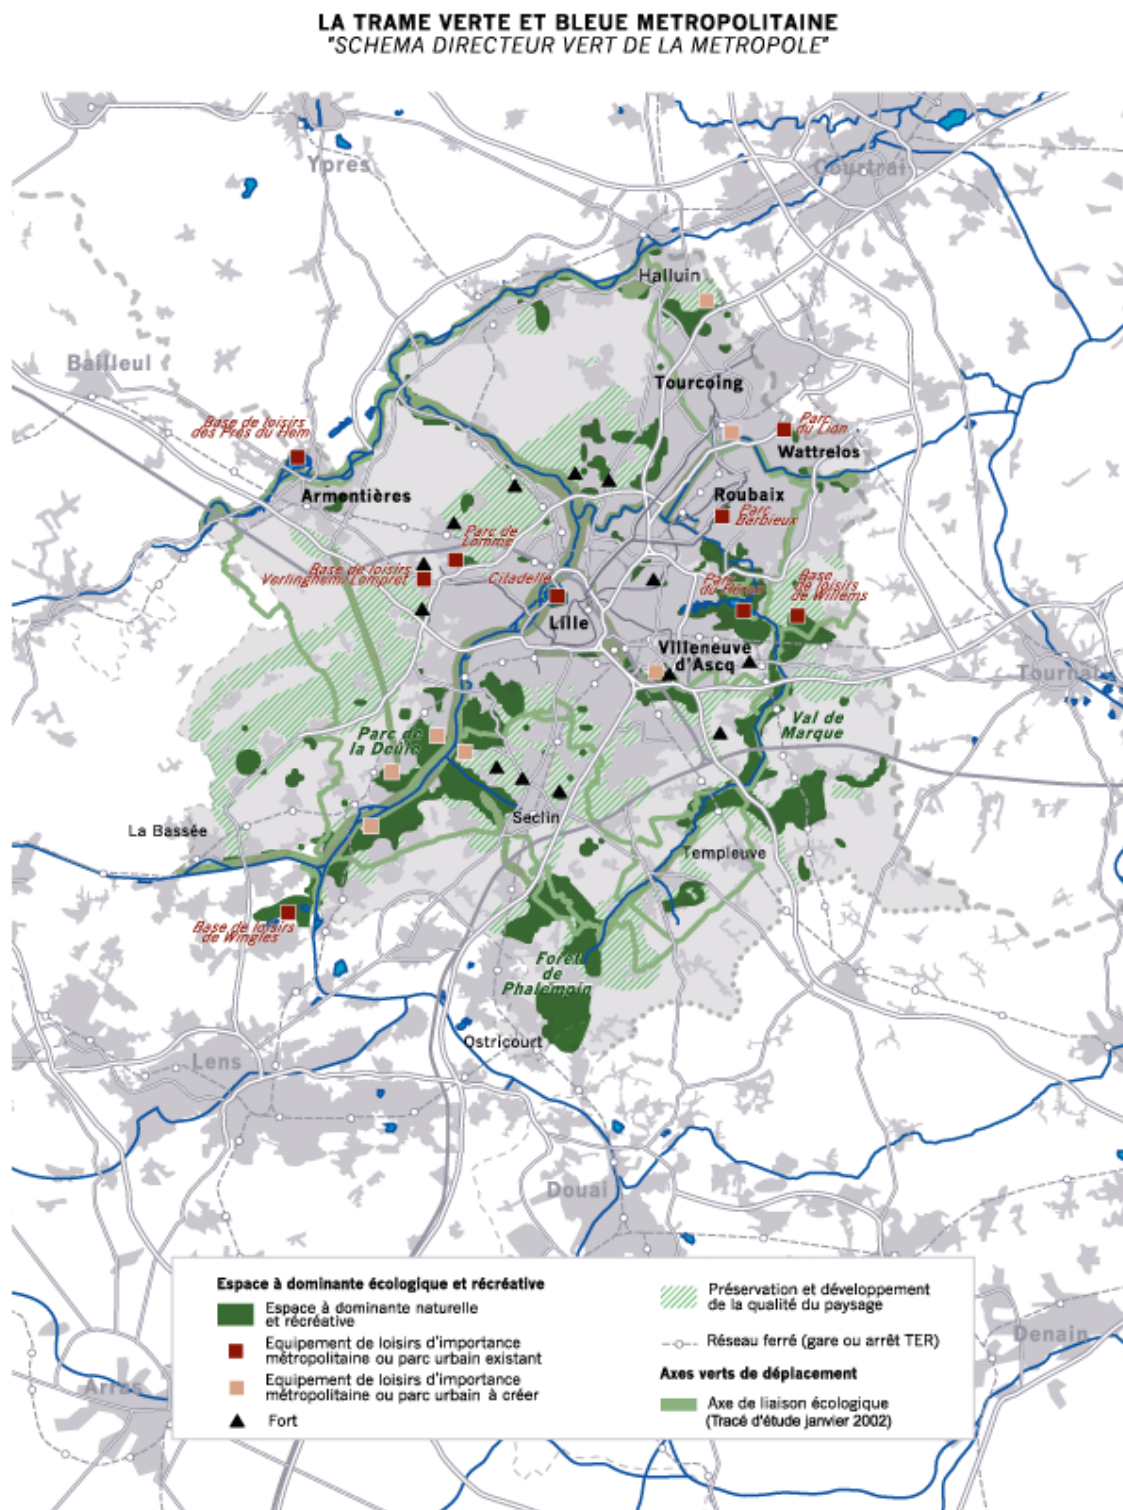 LA TRAME VERTE ET BLEUE METROPOLITAINE
"SCHEMA DIRECTEUR VERT DE LA METROPOLE"
Ypres
Courtrai
Halluin
Bailleul
Tourcoing
Base de loisirs
des Prés du Hem
Parc
du Lion
Wattrelos
Armentières
Roubaix
Parc
Barbieux
Parc de
Lomme
Base de loisirs
Verlinghem/Lompret
Citadelle
Parc
du Héron
Base
de loisirs
de Willems
Lille
Villeneuve
d'Ascq
Tournai
Val de
Marque
Parc de
la Deûle
La Bassée
Seclin
Templeuve
Base de loisirs
de Wingles
Forêt
de
Phalempin
Ostricourt
Lens
Douai
Denain
Arras
Espace à dominante écologique et récréative
Espace à dominante naturelle
et récréative
Equipement de loisirs d'importance
métropolitaine ou parc urbain existant
Equipement de loisirs d'importance
métropolitaine ou parc urbain à créer
Fort
Préservation et développement
de la qualité du paysage
Réseau ferré (gare ou arrêt TER)
Axes verts de déplacement
Axe de liaison écologique
(Tracé d'étude janvier 2002)